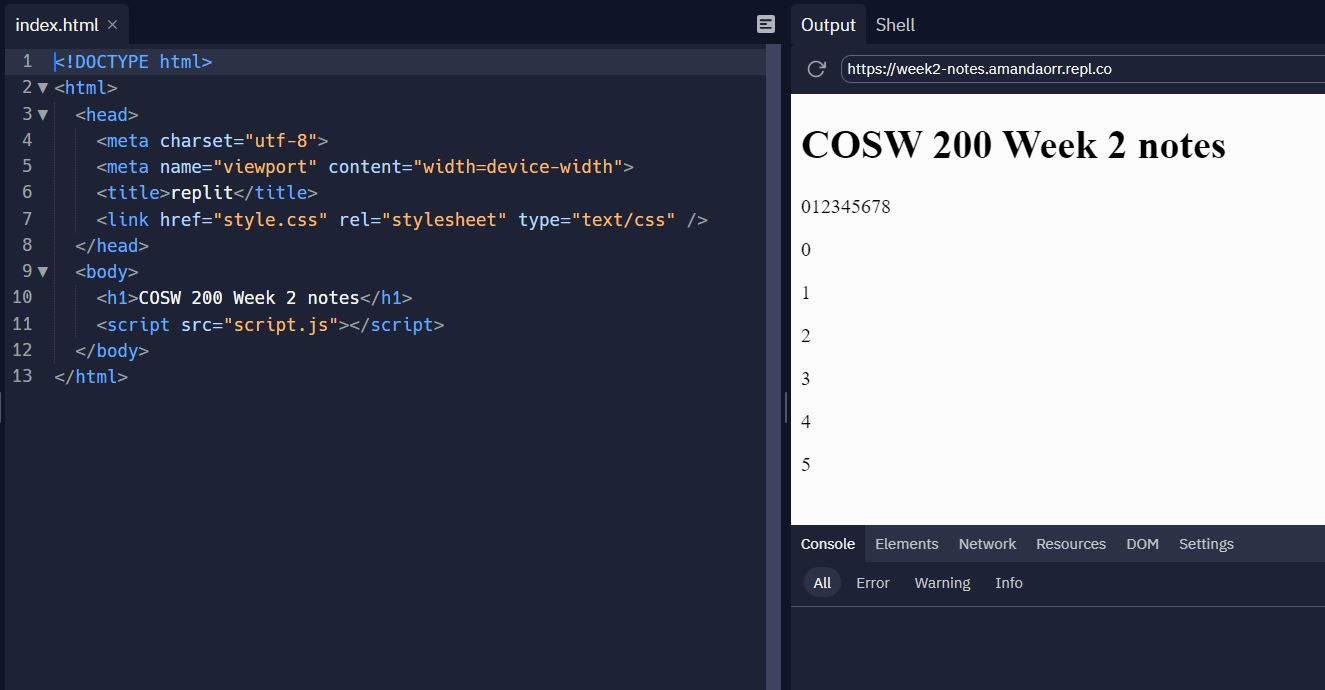 index.html ×
1 <!DOCTYPE html>
2 <html>
3 <head>
4 <meta charset="utf-8">
5 <meta name="viewport" content="width=device-width">
6 <title>replit</title>
7 <link href="style.css" rel="stylesheet" type="text/css" />
8 </head>
9 <body>
10 <h1>COSW 200 Week 2 notes</h1>
11 <script src="script.js"></script>
12 </body>
13 </html>
Output Shell
https://week2-notes.amandaorr.repl.co
COSW 200 Week 2 notes
012345678
0
1
2
3
4
5
Console Elements Network Resources DOM Settings
All Error Warning Info